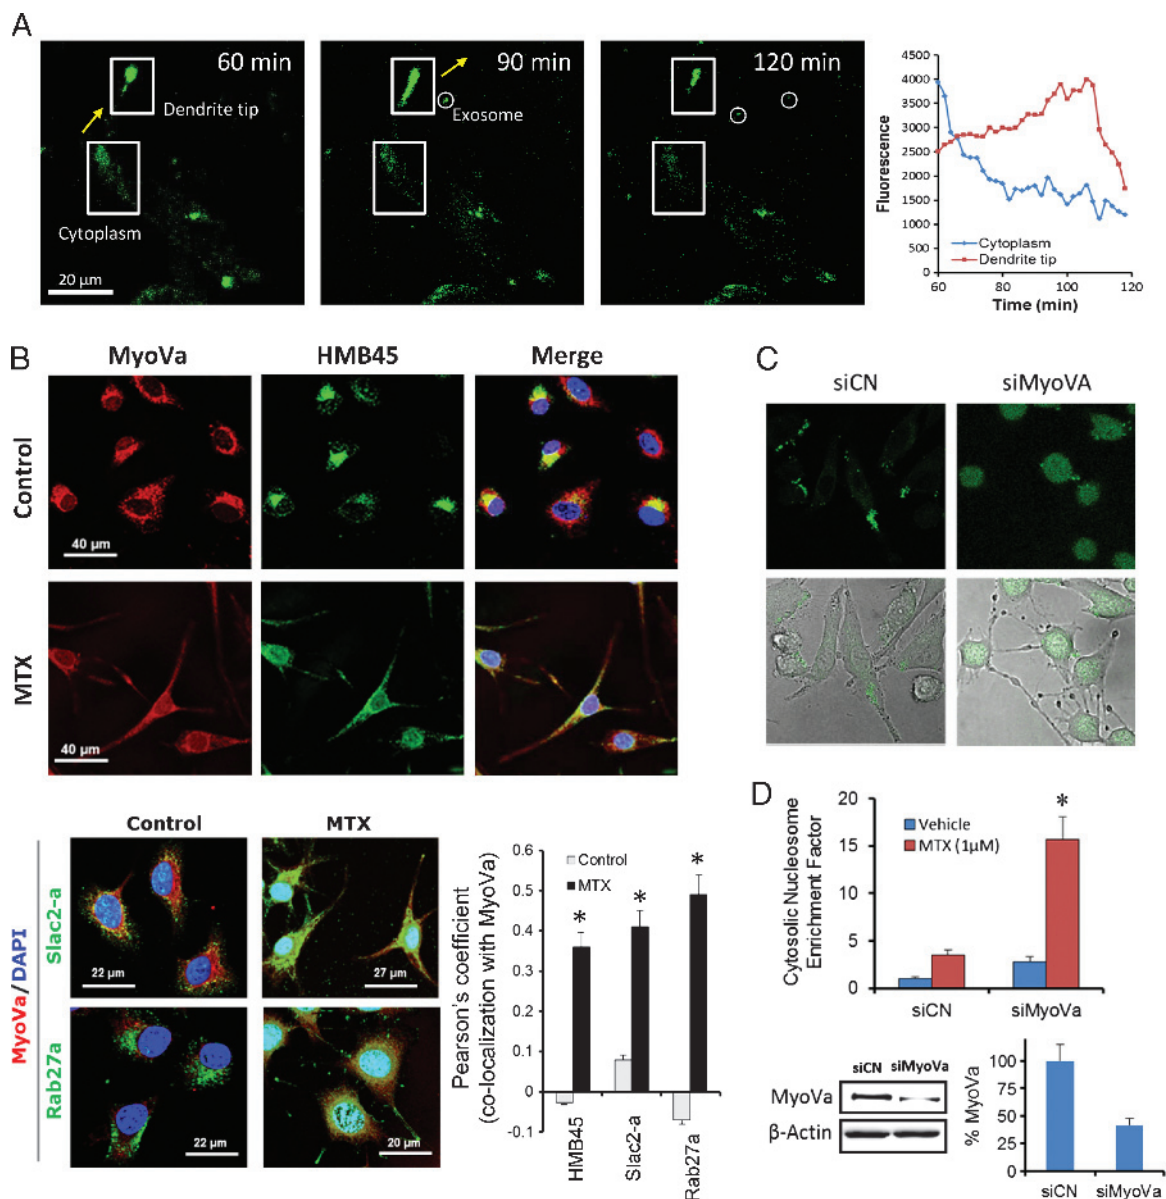 A
60 min
90 min
120 min
Dendrite tip
Exosome
Cytoplasm
20 µm
4500
4000
3500
3000
2500
2000
1500
1000
500
0
Fluorescence
Cytoplasm
Dendrite tip
60
80
100
120
Time (min)
B
MyoVa
HMB45
Merge
Control
40 µm
MTX
40 µm
C
siCN
siMyoVA
Control
MTX
MyoVa/DAPI
Slac2-a
Rab27a
22 µm
27 µm
22 µm
20 µm
Pearson's coefficient
(co-localization with MyoVa)
0.6
0.5
0.4
0.3
0.2
0.1
0
-0.1
Control
MTX
*
*
*
HMB45
Slac2-a
Rab27a
D
Cytosolic Nucleosome
Enrichment Factor
20
15
10
5
0
Vehicle
MTX (1µM)
*
siCN
siMyoVa
siCN
siMyoVa
MyoVa
β-Actin
% MyoVa
125
100
75
50
25
0
siCN
siMyoVa